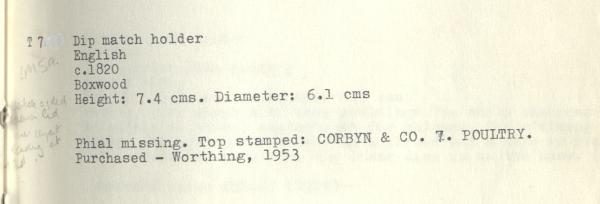 T 7 Dip match holder
English
c.1820
Boxwood
Height: 7.4 cms. Diameter: 6.1 cms
Phial missing. Top stamped: CORBYN & CO. 7. POULTRY.
Purchased - Worthing, 1953